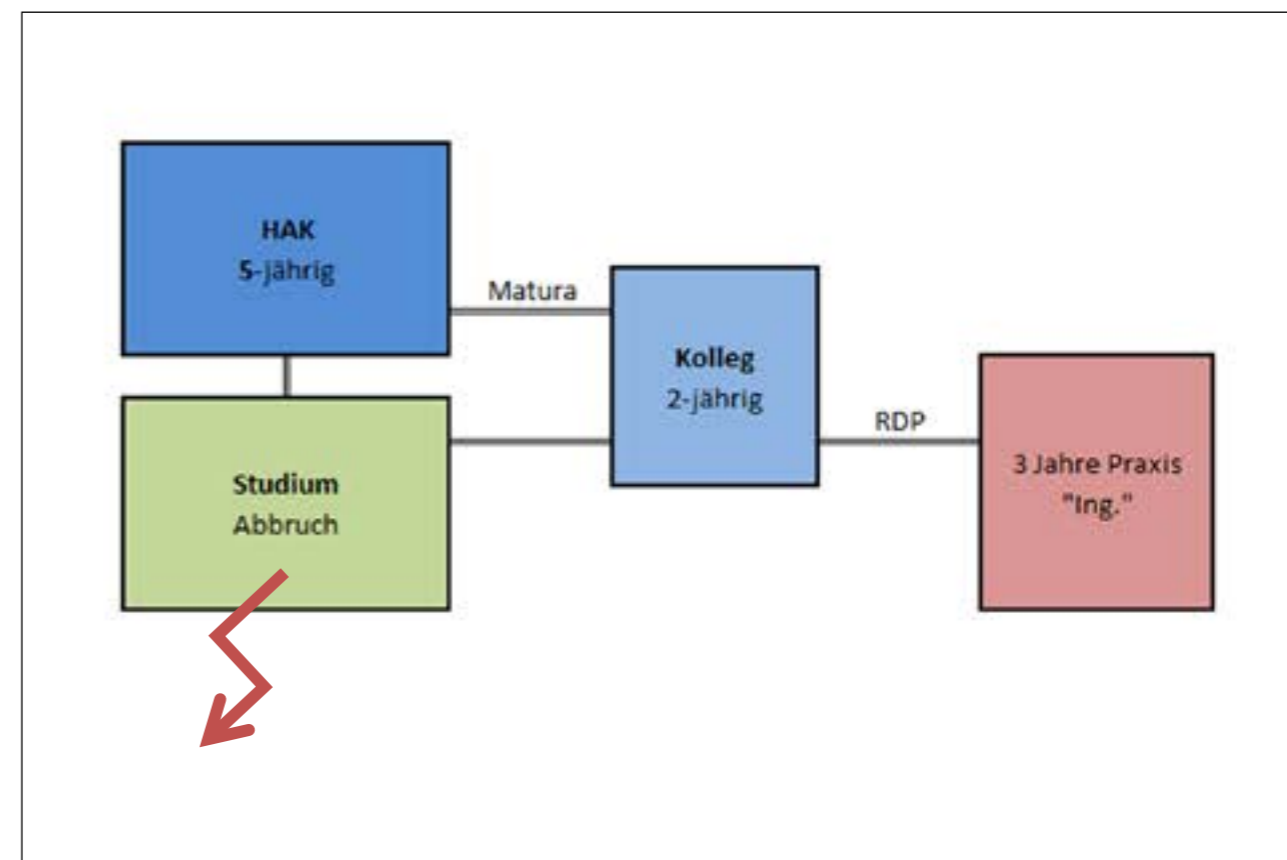 HAK
5-jährig
Matura
Kolleg
2-jährig
Studium
Abbruch
RDP
3 Jahre Praxis
"Ing."